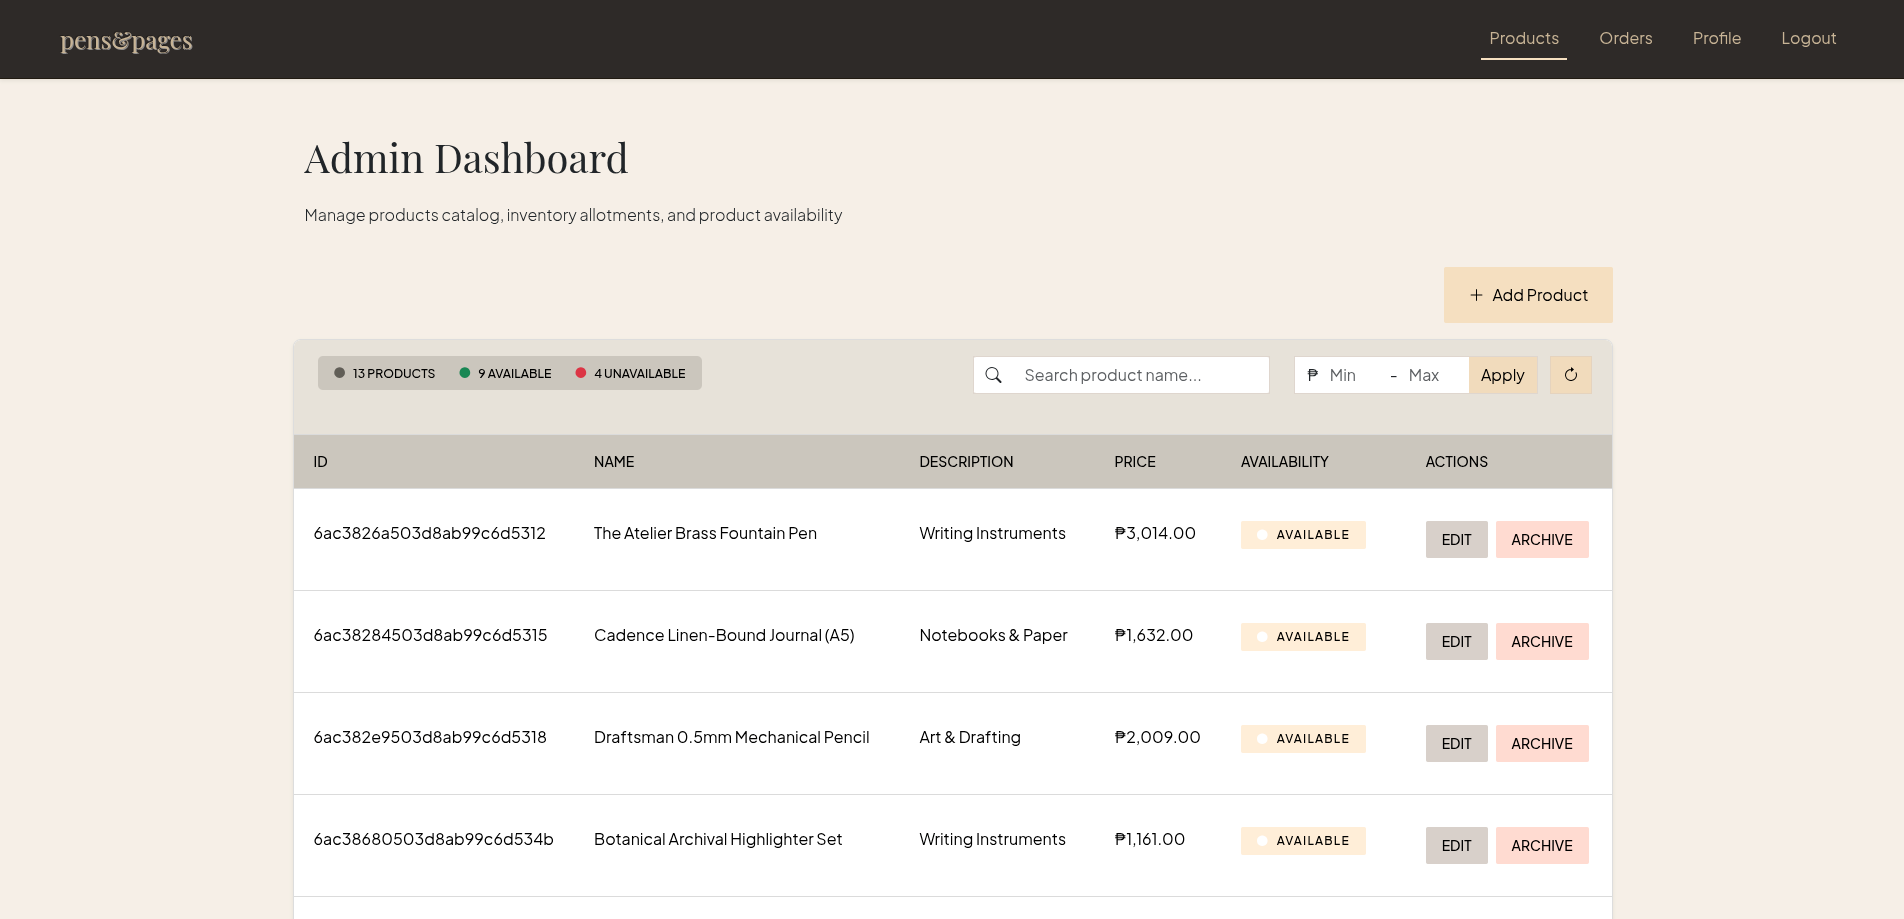 pens&pages
Products Orders Profile Logout
Admin Dashboard
Manage products catalog, inventory allotments, and product availability
+ Add Product
13 PRODUCTS 9 AVAILABLE 4 UNAVAILABLE
Search product name...
₱ Min - Max Apply
ID NAME DESCRIPTION PRICE AVAILABILITY ACTIONS
6ac3826a503d8ab99c6d5312 The Atelier Brass Fountain Pen Writing Instruments ₱3,014.00 AVAILABLE EDIT ARCHIVE
6ac38284503d8ab99c6d5315 Cadence Linen-Bound Journal (A5) Notebooks & Paper ₱1,632.00 AVAILABLE EDIT ARCHIVE
6ac382e9503d8ab99c6d5318 Draftsman 0.5mm Mechanical Pencil Art & Drafting ₱2,009.00 AVAILABLE EDIT ARCHIVE
6ac38680503d8ab99c6d534b Botanical Archival Highlighter Set Writing Instruments ₱1,161.00 AVAILABLE EDIT ARCHIVE